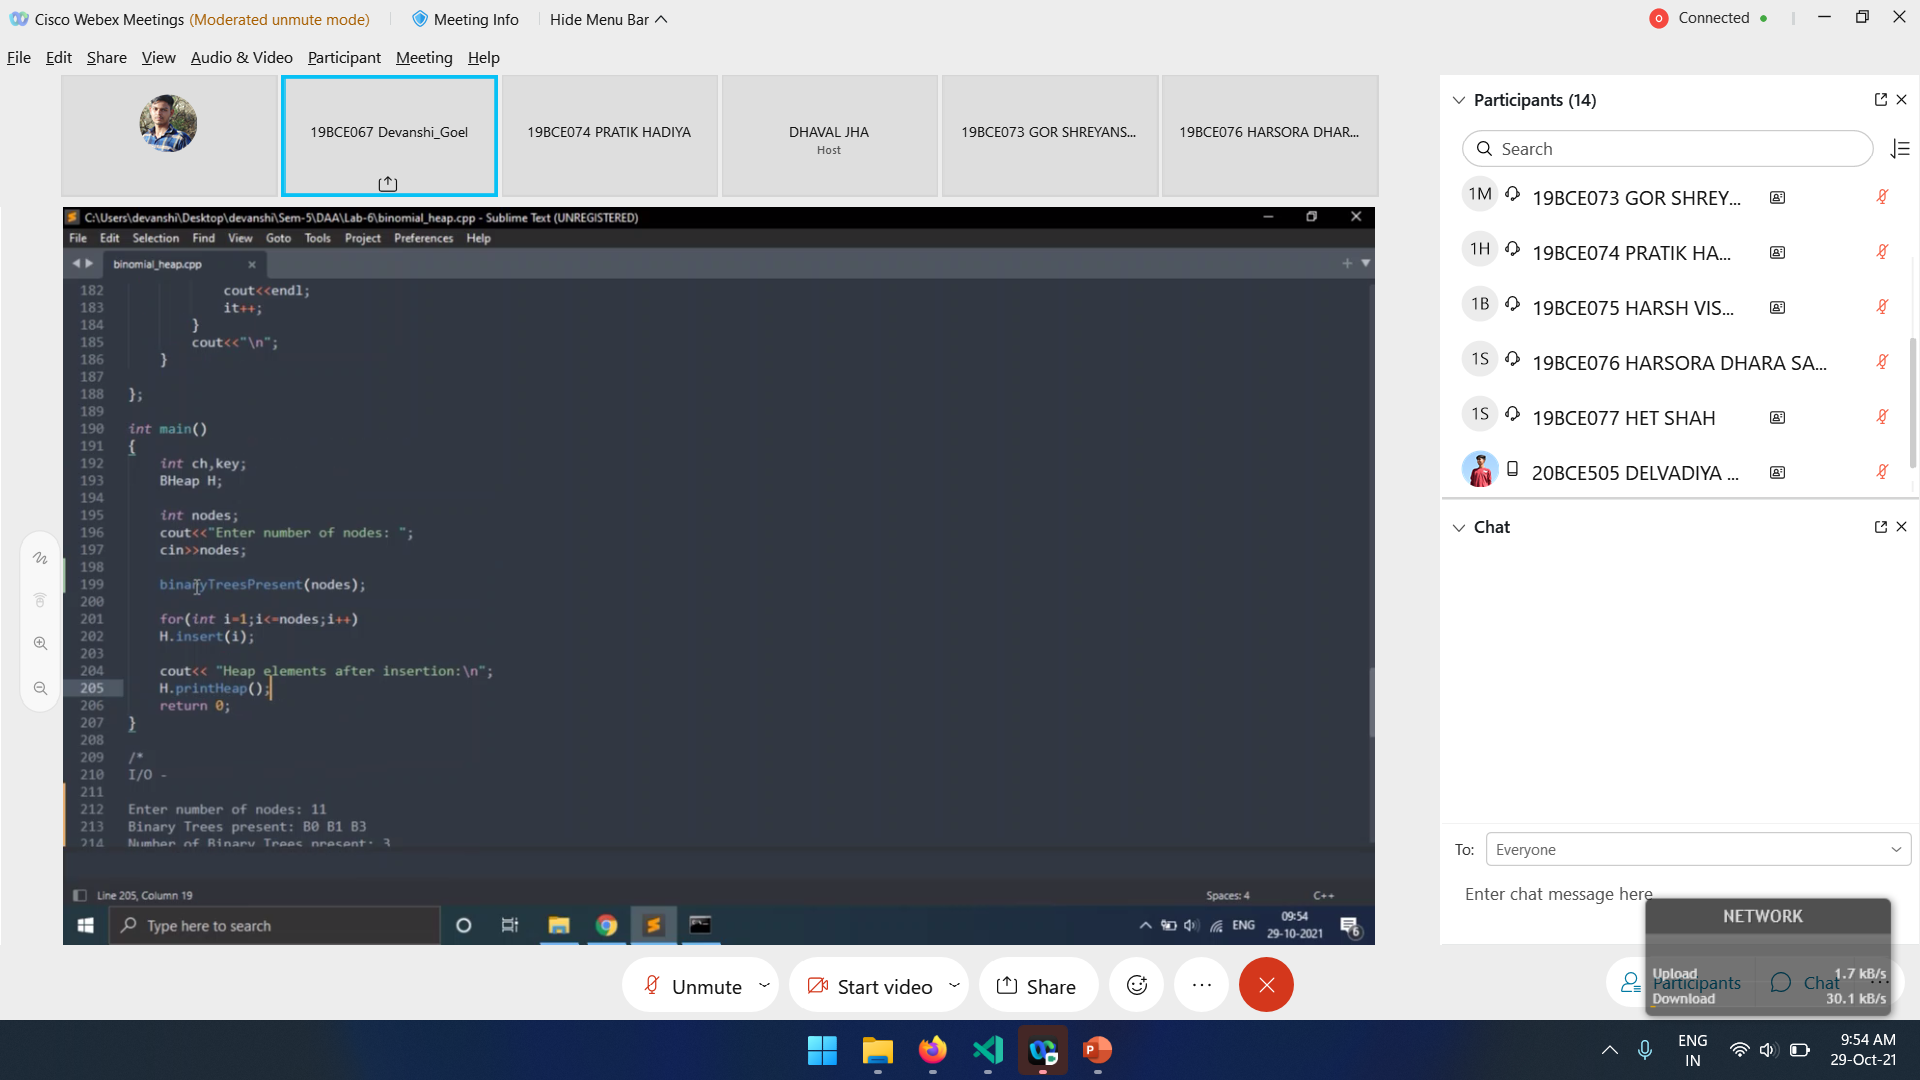 Cisco Webex Meetings (Moderated unmute mode)
Meeting Info
Hide Menu Bar
Connected
File Edit Share View Audio & Video Participant Meeting Help
19BCE067 Devanshi_Goel
19BCE074 PRATIK HADIYA
DHAVAL JHA
Host
19BCE073 GOR SHREYANS...
19BCE076 HARSORA DHAR...
C:\Users\devanshi\Desktop\devanshi\Sem-5\DAA\Lab-6\binomial_heap.cpp - Sublime Text (UNREGISTERED)
File Edit Selection Find View Goto Tools Project Preferences Help
binomial_heap.cpp
182 cout<<endl;
183 it++;
184 }
185 cout<<"\n";
186 }
187
188 };
189
190 int main()
191 {
192 int ch,key;
193 BHeap H;
194
195 int nodes;
196 cout<<"Enter number of nodes: ";
197 cin>>nodes;
198
199 binaryTreesPresent(nodes);
200
201 for(int i=1;i<=nodes;i++)
202 H.insert(i);
203
204 cout<< "Heap elements after insertion:\n";
205 H.printHeap();
206 return 0;
207 }
208
209 /*
210 I/O -
211
212 Enter number of nodes: 11
213 Binary Trees present: B0 B1 B3
214 Number of Binary Trees present: 3
Line 205, Column 19
Spaces: 4
C++
Type here to search
ENG
09:54
29-10-2021
6
Participants (14)
Search
1M 19BCE073 GOR SHREY...
1H 19BCE074 PRATIK HA...
1B 19BCE075 HARSH VIS...
1S 19BCE076 HARSORA DHARA SA...
1S 19BCE077 HET SHAH
20BCE505 DELVADIYA ...
Chat
To: Everyone
Enter chat message here
NETWORK
Upload 1.7 kB/s
Download 30.1 kB/s
Unmute
Start video
Share
Participants
Chat
P
ENG
IN
9:54 AM
29-Oct-21